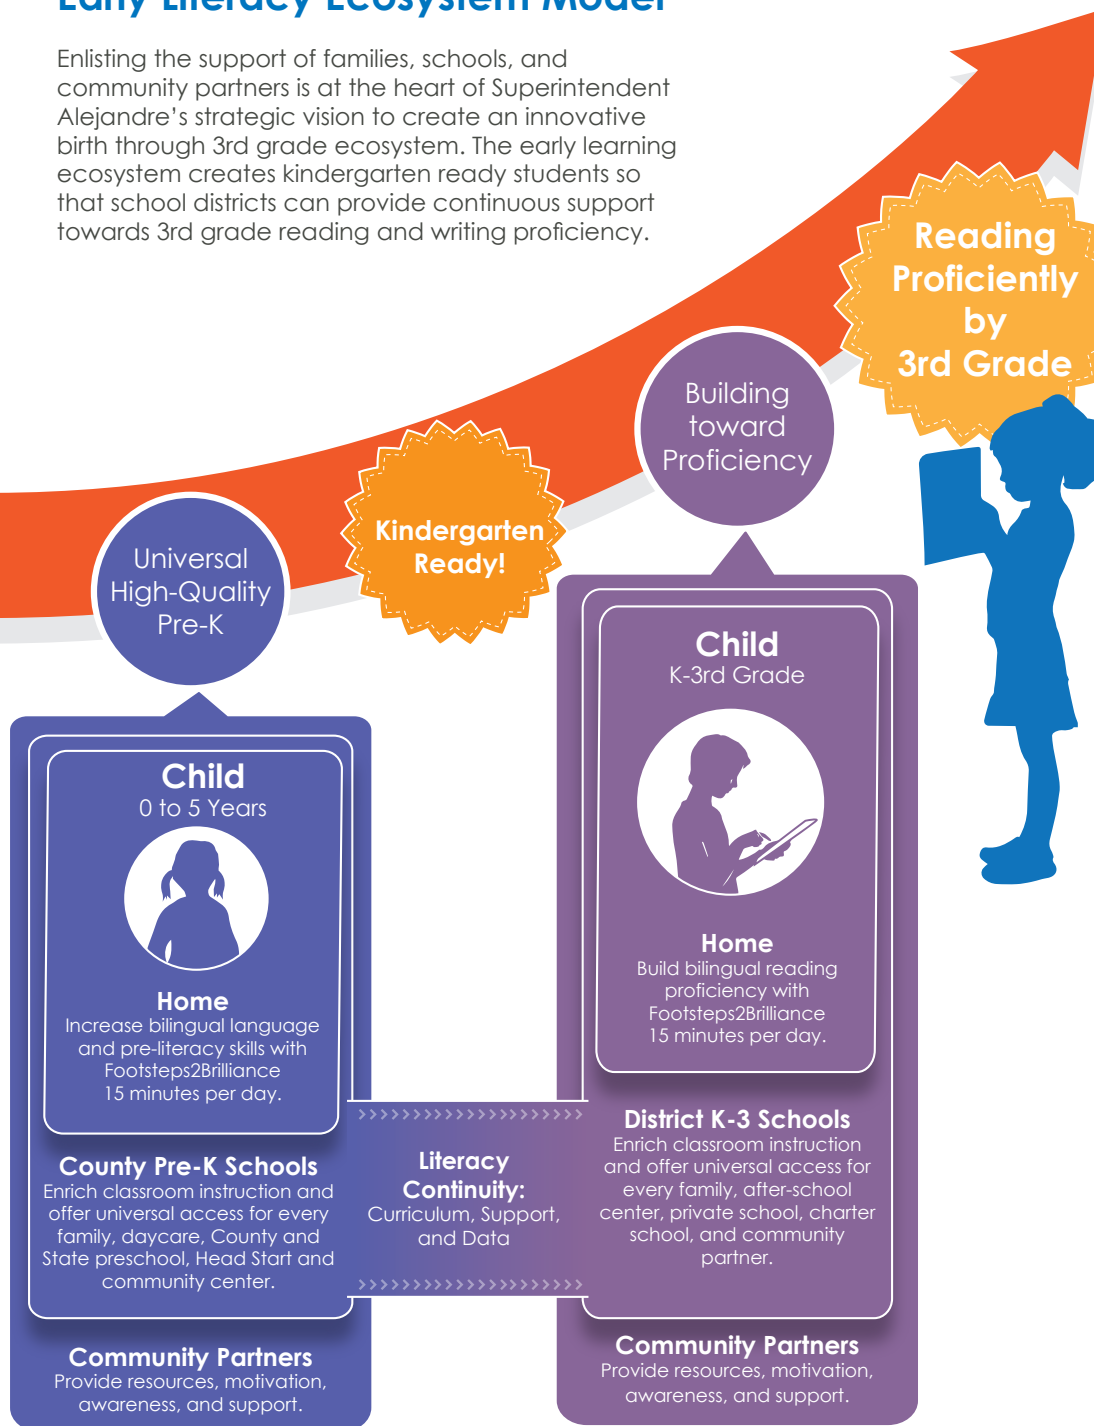 Early Literacy Ecosystem Model
Enlisting the support of families, schools, and
community partners is at the heart of Superintendent
Alejandre’s strategic vision to create an innovative
birth through 3rd grade ecosystem. The early learning
ecosystem creates kindergarten ready students so
that school districts can provide continuous support
towards 3rd grade reading and writing proficiency.
Reading
Proficiently
by
3rd Grade
Building
toward
Proficiency
Kindergarten
Ready!
Universal
High-Quality
Pre-K
Child
0 to 5 Years
Home
Increase bilingual language
and pre-literacy skills with
Footsteps2Brilliance
15 minutes per day.
County Pre-K Schools
Enrich classroom instruction and
offer universal access for every
family, daycare, County and
State preschool, Head Start and
community center.
Community Partners
Provide resources, motivation,
awareness, and support.
Literacy
Continuity:
Curriculum, Support,
and Data
Child
K-3rd Grade
Home
Build bilingual reading
proficiency with
Footsteps2Brilliance
15 minutes per day.
District K-3 Schools
Enrich classroom instruction
and offer universal access for
every family, after-school
center, private school, charter
school, and community
partner.
Community Partners
Provide resources, motivation,
awareness, and support.